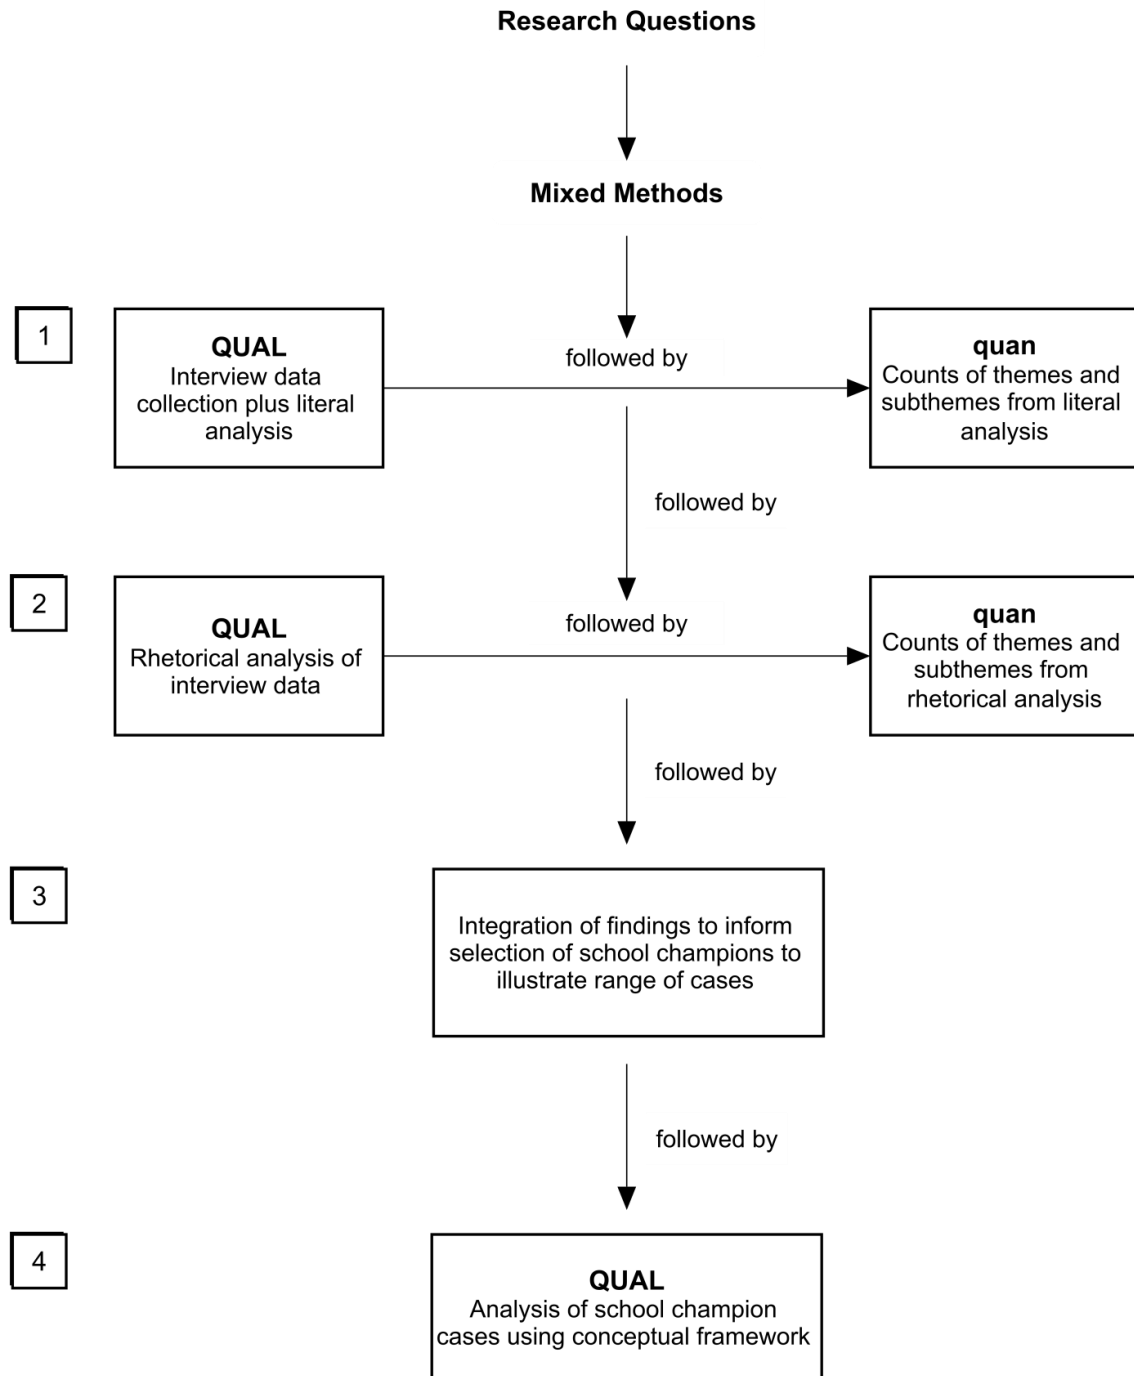 Research Questions
Mixed Methods
1
QUAL
Interview data
collection plus literal
analysis
followed by
quan
Counts of themes and
subthemes from literal
analysis
followed by
2
QUAL
Rhetorical analysis of
interview data
followed by
quan
Counts of themes and
subthemes from
rhetorical analysis
followed by
3
Integration of findings to inform
selection of school champions to
illustrate range of cases
followed by
4
QUAL
Analysis of school champion
cases using conceptual framework